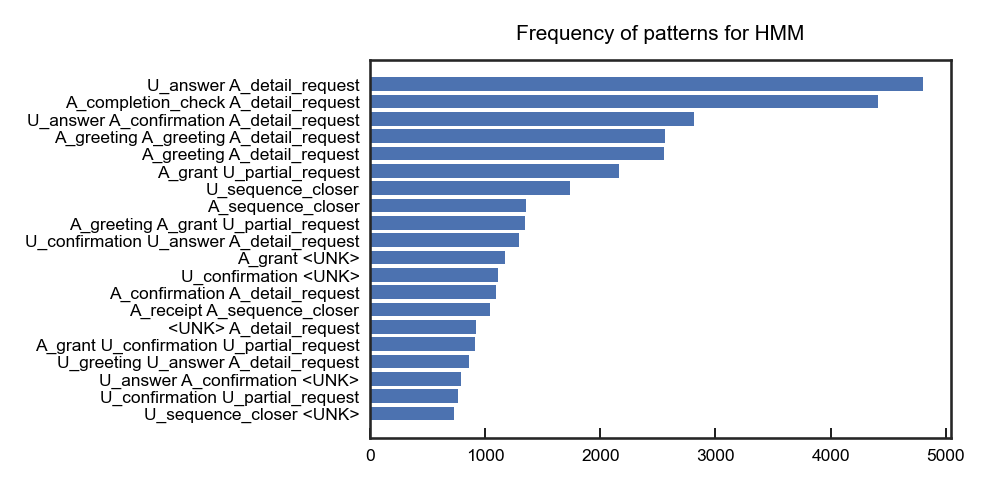 Frequency of patterns for HMM
U_answer A_detail_request
A_completion_check A_detail_request
U_answer A_confirmation A_detail_request
A_greeting A_greeting A_detail_request
A_greeting A_detail_request
A_grant U_partial_request
U_sequence_closer
A_sequence_closer
A_greeting A_grant U_partial_request
U_confirmation U_answer A_detail_request
A_grant <UNK>
U_confirmation <UNK>
A_confirmation A_detail_request
A_receipt A_sequence_closer
<UNK> A_detail_request
A_grant U_confirmation U_partial_request
U_greeting U_answer A_detail_request
U_answer A_confirmation <UNK>
U_confirmation U_partial_request
U_sequence_closer <UNK>
0 1000 2000 3000 4000 5000